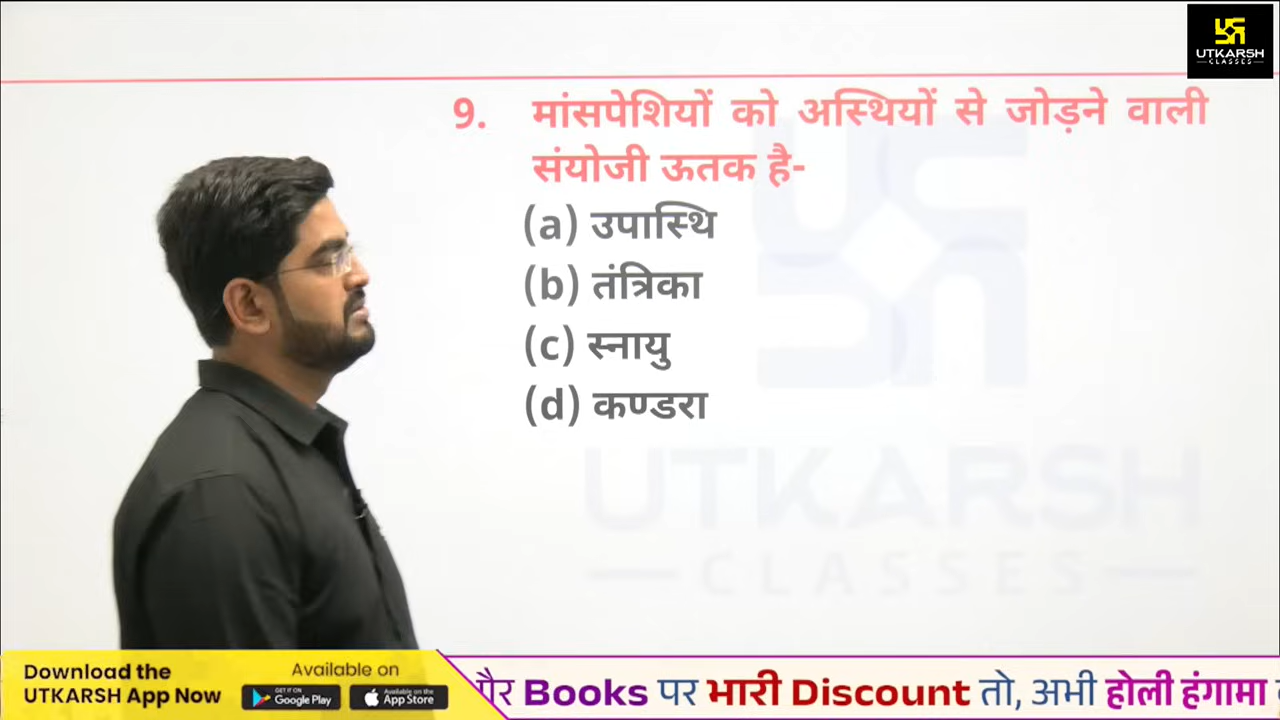 UTKARSH
CLASSES
9. मांसपेशियों को अस्थियों से जोड़ने वाली
संयोजी ऊतक है-
(a) उपास्थि
(b) तंत्रिका
(c) स्नायु
(d) कण्डरा
UTKARSH
CLASSES
Download the
UTKARSH App Now
Available on
GET IT ON
Google Play
Available on the
App Store
Books पर भारी Discount तो, अभी होली हंगामा